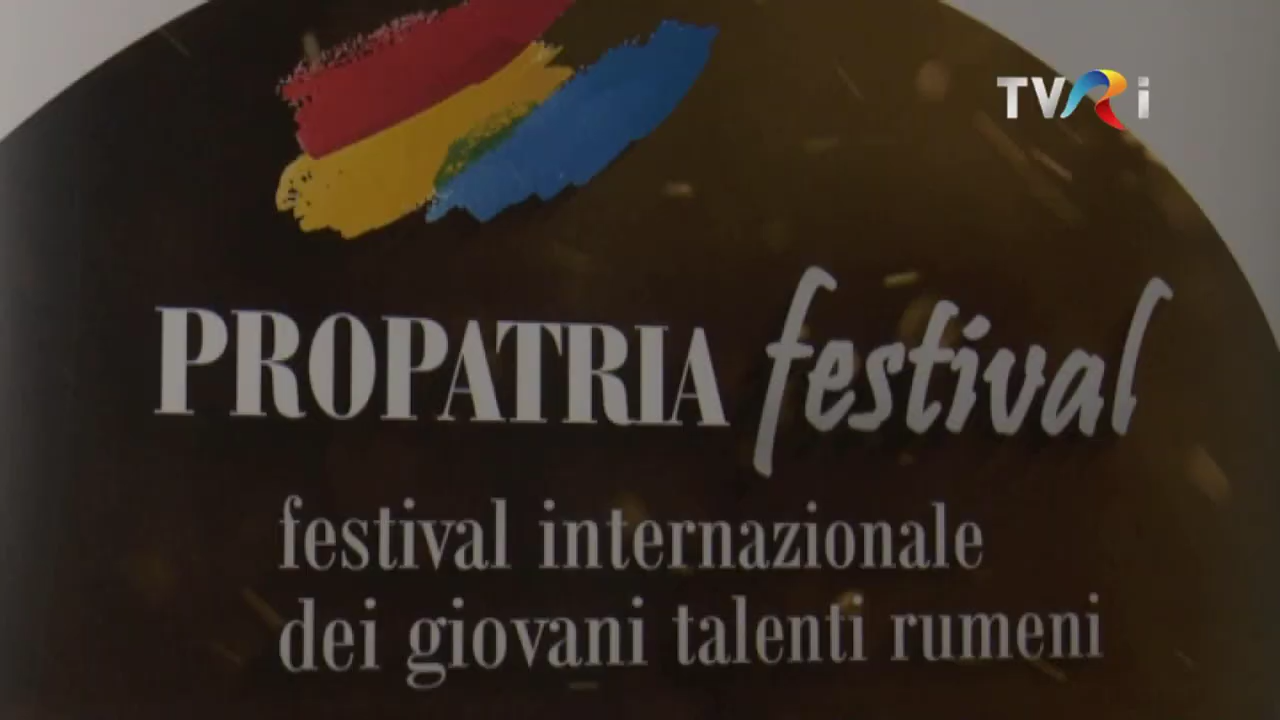 TVRi
PROPATRIA festival
festival internazionale
dei giovani talenti rumeni